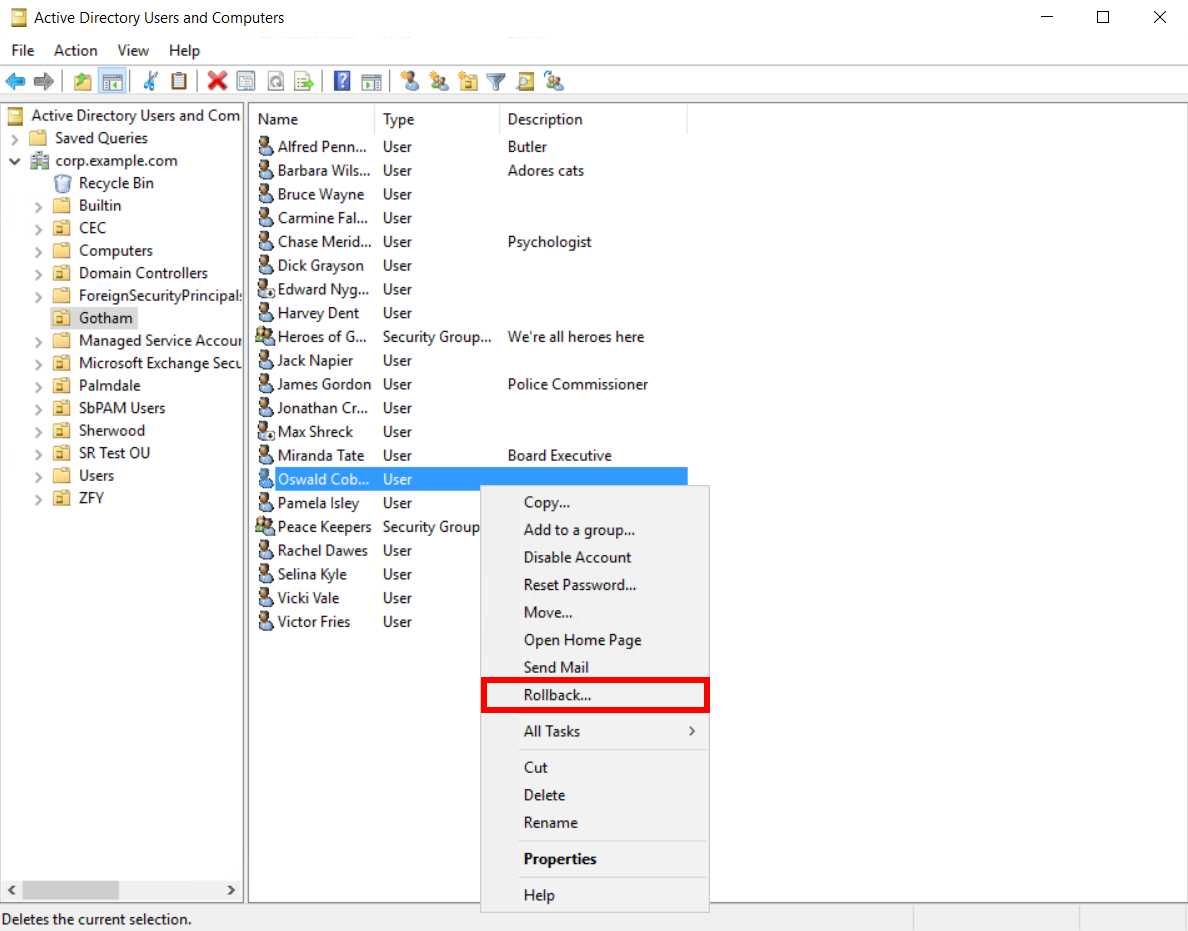 Active Directory Users and Computers
File Action View Help
Active Directory Users and Com
Saved Queries
corp.example.com
Recycle Bin
Builtin
CEC
Computers
Domain Controllers
ForeignSecurityPrincipals
Gotham
Managed Service Accour
Microsoft Exchange Secu
Palmdale
SbPAM Users
Sherwood
SR Test OU
Users
ZFY
Name Type Description
Alfred Penn... User Butler
Barbara Wils... User Adores cats
Bruce Wayne User
Carmine Fal... User
Chase Merid... User Psychologist
Dick Grayson User
Edward Nyg... User
Harvey Dent User
Heroes of G... Security Group... We're all heroes here
Jack Napier User
James Gordon User Police Commissioner
Jonathan Cr... User
Max Shreck User
Miranda Tate User Board Executive
Oswald Cob... User
Pamela Isley User
Peace Keepers Security Group
Rachel Dawes User
Selina Kyle User
Vicki Vale User
Victor Fries User
Copy...
Add to a group...
Disable Account
Reset Password...
Move...
Open Home Page
Send Mail
Rollback...
All Tasks
Cut
Delete
Rename
Properties
Help
Deletes the current selection.